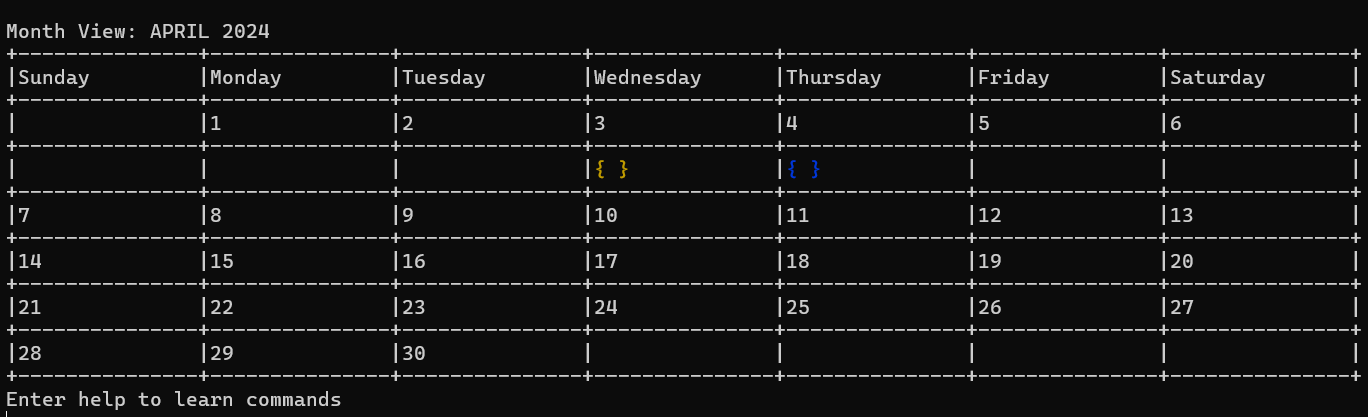 Month View: APRIL 2024
+---------------+---------------+---------------+---------------+---------------+---------------+---------------+
|Sunday         |Monday         |Tuesday        |Wednesday      |Thursday       |Friday         |Saturday       |
+---------------+---------------+---------------+---------------+---------------+---------------+---------------+
|               |1              |2              |3              |4              |5              |6              |
+---------------+---------------+---------------+---------------+---------------+---------------+---------------+
|               |               |               |{ }            |{ }            |               |               |
+---------------+---------------+---------------+---------------+---------------+---------------+---------------+
|7              |8              |9              |10             |11             |12             |13             |
+---------------+---------------+---------------+---------------+---------------+---------------+---------------+
|14             |15             |16             |17             |18             |19             |20             |
+---------------+---------------+---------------+---------------+---------------+---------------+---------------+
|21             |22             |23             |24             |25             |26             |27             |
+---------------+---------------+---------------+---------------+---------------+---------------+---------------+
|28             |29             |30             |               |               |               |               |
+---------------+---------------+---------------+---------------+---------------+---------------+---------------+
Enter help to learn commands